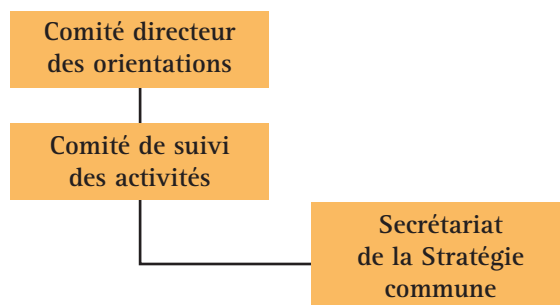 Comité directeur
des orientations
Comité de suivi
des activités
Secrétariat
de la Stratégie
commune